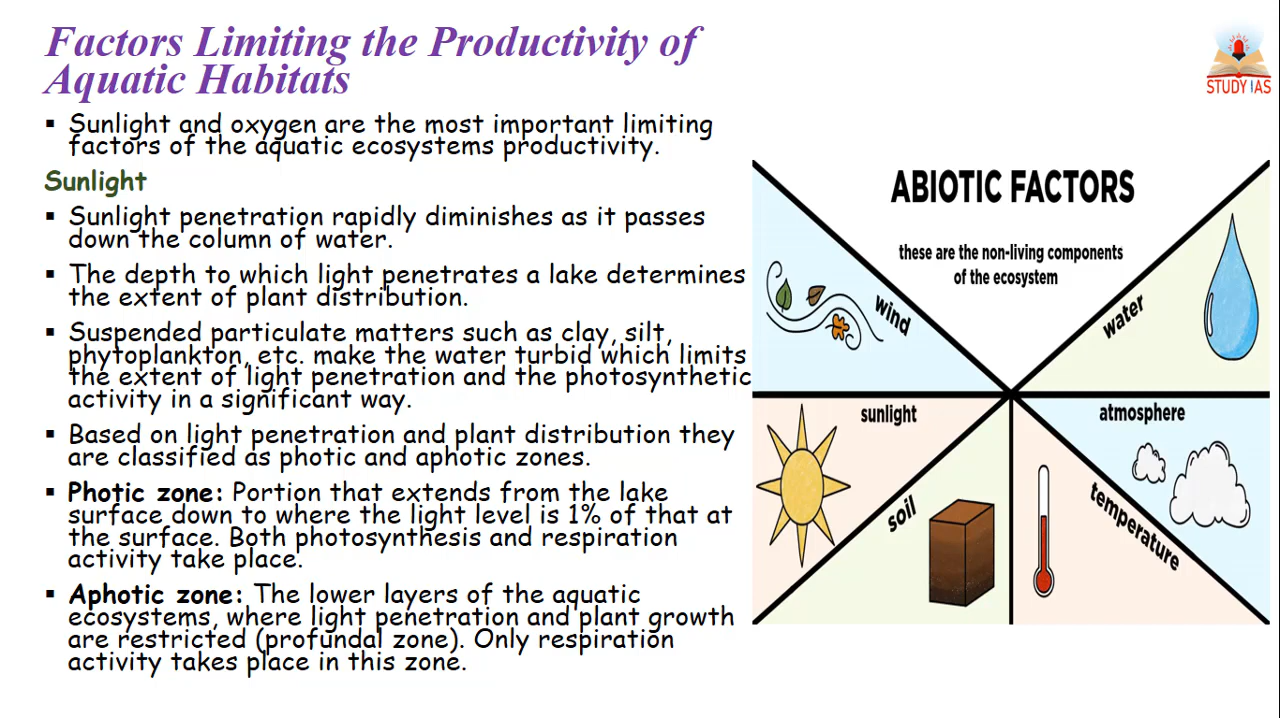 Factors Limiting the Productivity of
Aquatic Habitats
▪ Sunlight and oxygen are the most important limiting
factors of the aquatic ecosystems productivity.
Sunlight
▪ Sunlight penetration rapidly diminishes as it passes
down the column of water.
▪ The depth to which light penetrates a lake determines
the extent of plant distribution.
▪ Suspended particulate matters such as clay, silt,
phytoplankton, etc. make the water turbid which limits
the extent of light penetration and the photosynthetic
activity in a significant way.
▪ Based on light penetration and plant distribution they
are classified as photic and aphotic zones.
▪ Photic zone: Portion that extends from the lake
surface down to where the light level is 1% of that at
the surface. Both photosynthesis and respiration
activity take place.
▪ Aphotic zone: The lower layers of the aquatic
ecosystems, where light penetration and plant growth
are restricted (profundal zone). Only respiration
activity takes place in this zone.
STUDY IAS
ABIOTIC FACTORS
these are the non-living components
of the ecosystem
wind
water
sunlight
atmosphere
soil
temperature